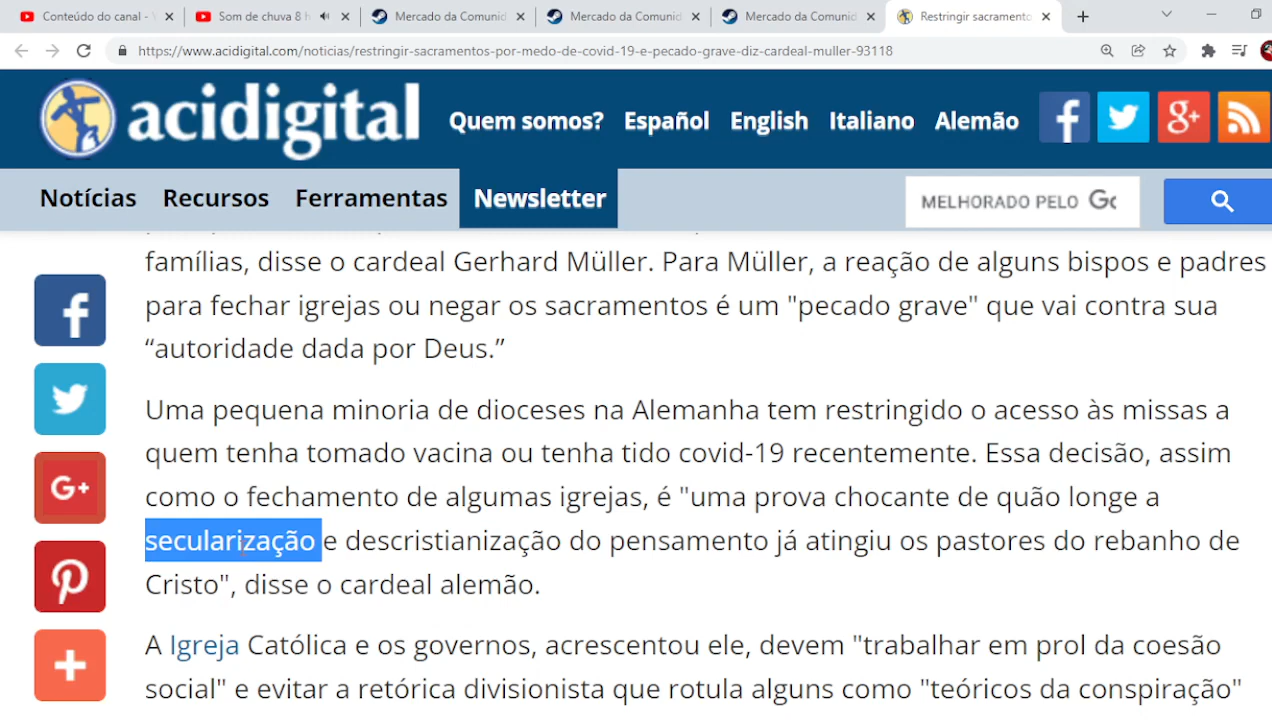 Conteúdo do canal - Y
Som de chuva 8 h
Mercado da Comunid
Mercado da Comunid
Mercado da Comunid
Restringir sacramento
https://www.acidigital.com/noticias/restringir-sacramentos-por-medo-de-covid-19-e-pecado-grave-diz-cardeal-muller-93118
acidigital
Quem somos? Español English Italiano Alemão
Notícias Recursos Ferramentas Newsletter
MELHORADO PELO Go
famílias, disse o cardeal Gerhard Müller. Para Müller, a reação de alguns bispos e padres
para fechar igrejas ou negar os sacramentos é um "pecado grave" que vai contra sua
“autoridade dada por Deus.”
Uma pequena minoria de dioceses na Alemanha tem restringido o acesso às missas a
quem tenha tomado vacina ou tenha tido covid-19 recentemente. Essa decisão, assim
como o fechamento de algumas igrejas, é "uma prova chocante de quão longe a
secularização e descristianização do pensamento já atingiu os pastores do rebanho de
Cristo", disse o cardeal alemão.
A Igreja Católica e os governos, acrescentou ele, devem "trabalhar em prol da coesão
social" e evitar a retórica divisionista que rotula alguns como "teóricos da conspiração"